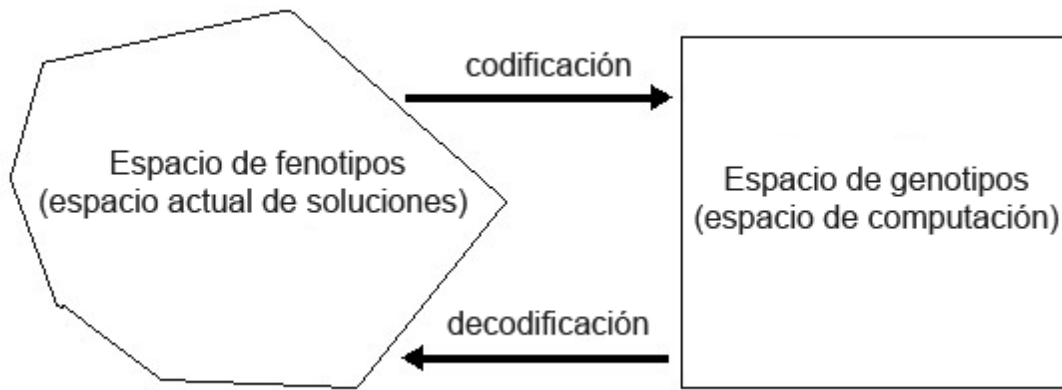 codificación
Espacio de fenotipos
(espacio actual de soluciones)
Espacio de genotipos
(espacio de computación)
decodificación